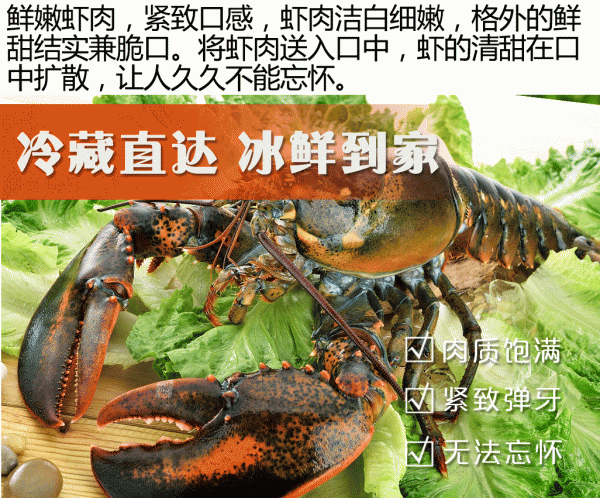 鲜嫩虾肉，紧致口感，虾肉洁白细嫩，格外的鲜
甜结实兼脆口。将虾肉送入口中，虾的清甜在口
中扩散，让人久久不能忘怀。
冷藏直达 冰鲜到家
肉质饱满
紧致弹牙
无法忘怀